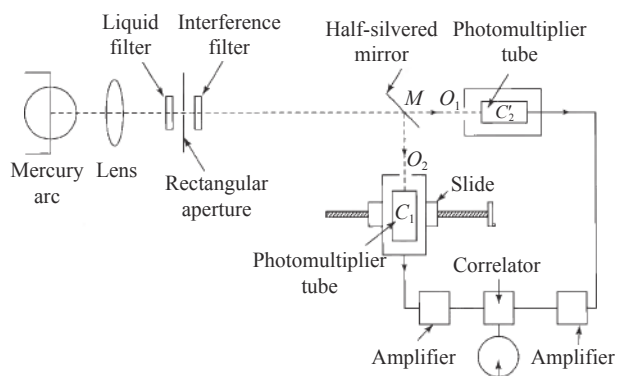 Liquid
filter
Interference
filter
Half-silvered
mirror
Photomultiplier
tube
M
O₁
C′₂
Mercury
arc
Lens
Rectangular
aperture
O₂
Slide
C₁
Photomultiplier
tube
Correlator
Amplifier
Amplifier